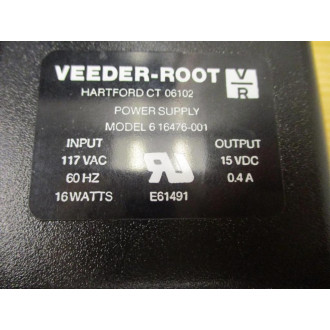 VEEDER-ROOT
V
R
HARTFORD CT 06102
POWER SUPPLY
MODEL 6 16476-001
INPUT
117 VAC
60 HZ
16 WATTS
E61491
OUTPUT
15 VDC
0.4 A